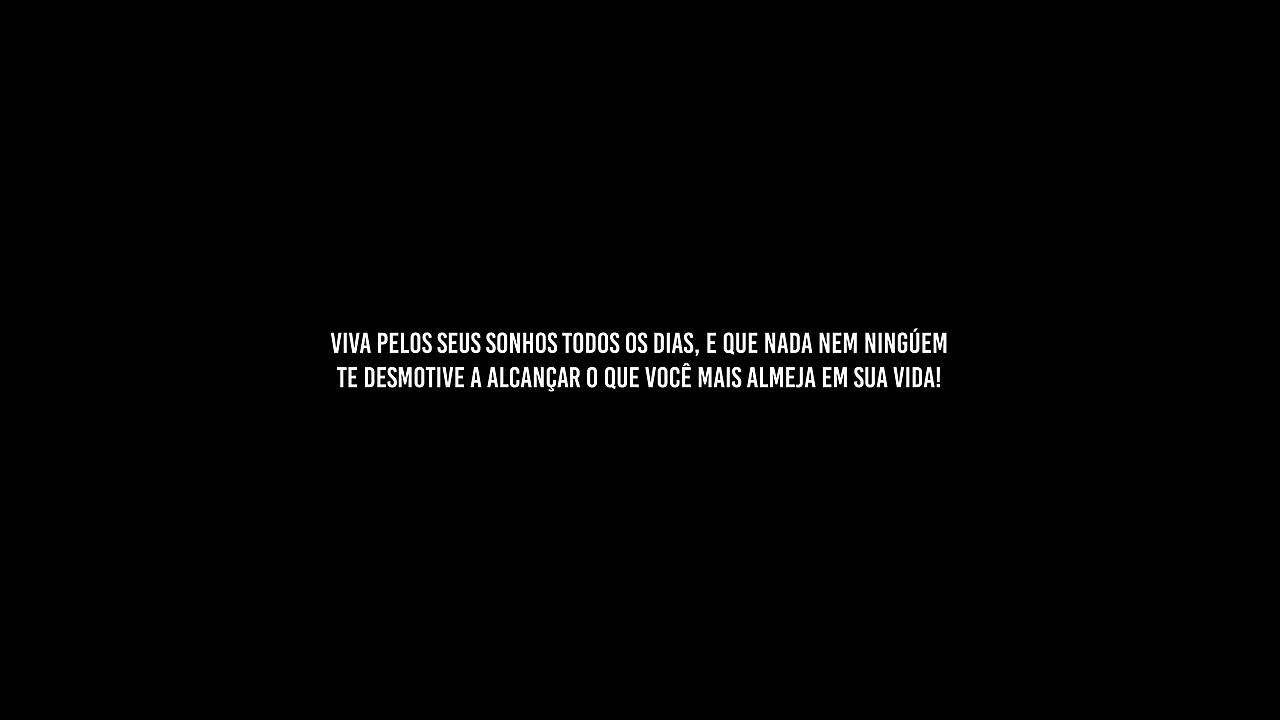 VIVA PELOS SEUS SONHOS TODOS OS DIAS, E QUE NADA NEM NINGÚEM
TE DESMOTIVE A ALCANÇAR O QUE VOCÊ MAIS ALMEJA EM SUA VIDA!